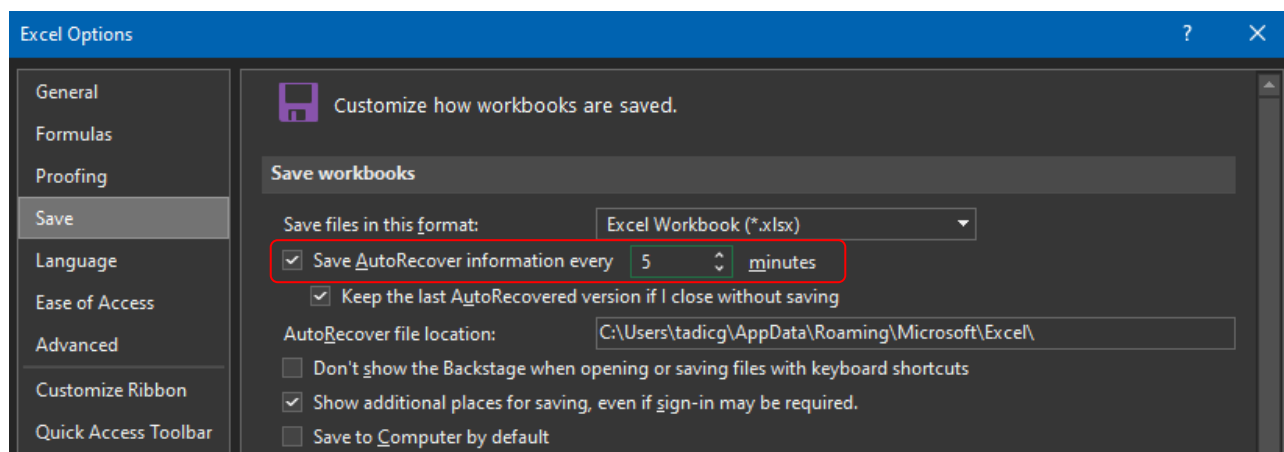 Excel Options ?
General
Customize how workbooks are saved.
Formulas
Proofing
Save workbooks
Save
Save files in this format: Excel Workbook (*.xlsx)
Language
Save AutoRecover information every 5 minutes
Ease of Access
Keep the last AutoRecovered version if I close without saving
Advanced
AutoRecover file location: C:\Users\tadicg\AppData\Roaming\Microsoft\Excel\
Don't show the Backstage when opening or saving files with keyboard shortcuts
Customize Ribbon
Show additional places for saving, even if sign-in may be required.
Quick Access Toolbar
Save to Computer by default